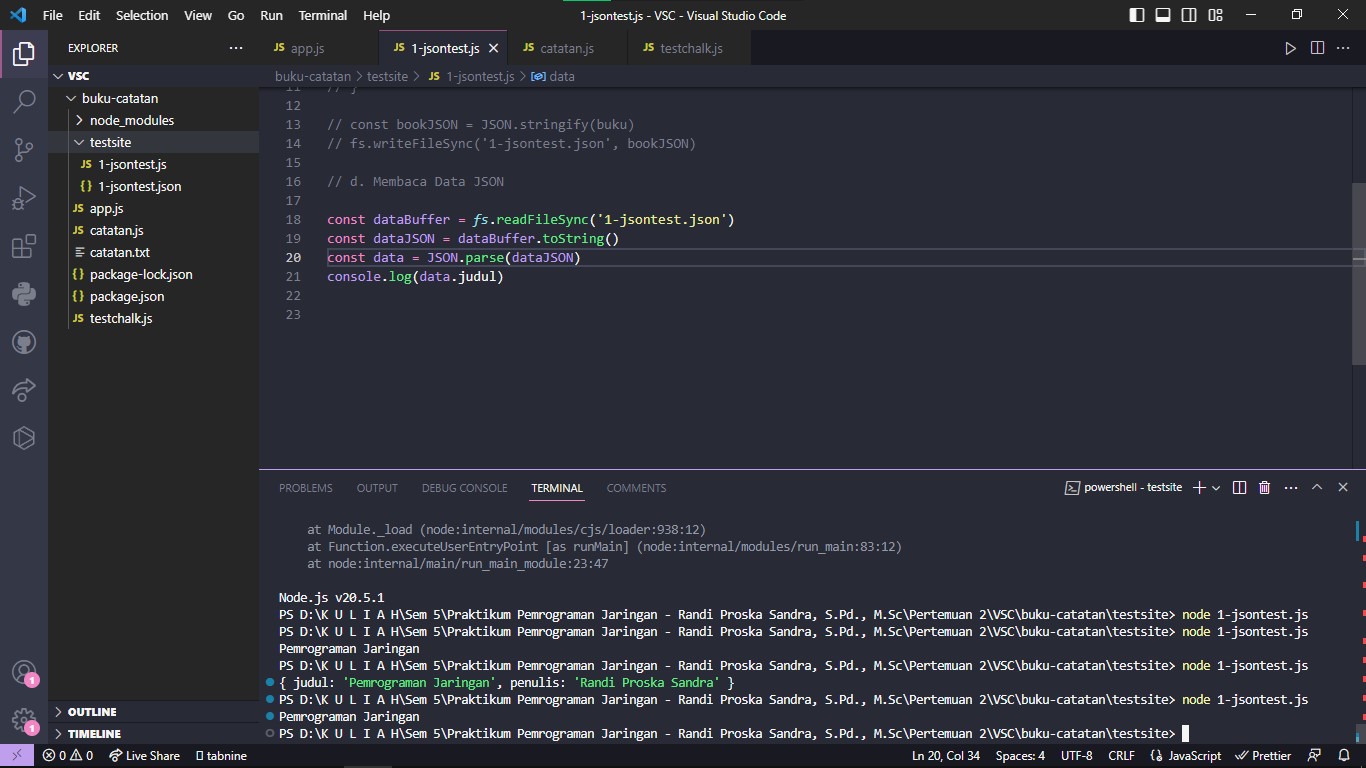 File Edit Selection View Go Run Terminal Help 1-jsontest.js - VSC - Visual Studio Code
EXPLORER
app.js 1-jsontest.js catatan.js testchalk.js
buku-catatan > testsite > JS 1-jsontest.js > data
VSC
buku-catatan
node_modules
testsite
JS 1-jsontest.js
{} 1-jsontest.json
JS app.js
JS catatan.js
catatan.txt
{} package-lock.json
{} package.json
JS testchalk.js
OUTLINE
TIMELINE
11 // }
12
13 // const bookJSON = JSON.stringify(buku)
14 // fs.writeFileSync('1-jsontest.json', bookJSON)
15
16 // d. Membaca Data JSON
17
18 const dataBuffer = fs.readFileSync('1-jsontest.json')
19 const dataJSON = dataBuffer.toString()
20 const data = JSON.parse(dataJSON)
21 console.log(data.judul)
22
23
PROBLEMS OUTPUT DEBUG CONSOLE TERMINAL COMMENTS powershell - testsite
at Module._load (node:internal/modules/cjs/loader:938:12)
at Function.executeUserEntryPoint [as runMain] (node:internal/modules/run_main:83:12)
at node:internal/main/run_main_module:23:47
Node.js v20.5.1
PS D:\K U L I A H\Sem 5\Praktikum Pemrograman Jaringan - Randi Proska Sandra, S.Pd., M.Sc\Pertemuan 2\VSC\buku-catatan\testsite> node 1-jsontest.js
PS D:\K U L I A H\Sem 5\Praktikum Pemrograman Jaringan - Randi Proska Sandra, S.Pd., M.Sc\Pertemuan 2\VSC\buku-catatan\testsite> node 1-jsontest.js
Pemrograman Jaringan
PS D:\K U L I A H\Sem 5\Praktikum Pemrograman Jaringan - Randi Proska Sandra, S.Pd., M.Sc\Pertemuan 2\VSC\buku-catatan\testsite> node 1-jsontest.js
{ judul: 'Pemrograman Jaringan', penulis: 'Randi Proska Sandra' }
PS D:\K U L I A H\Sem 5\Praktikum Pemrograman Jaringan - Randi Proska Sandra, S.Pd., M.Sc\Pertemuan 2\VSC\buku-catatan\testsite> node 1-jsontest.js
Pemrograman Jaringan
PS D:\K U L I A H\Sem 5\Praktikum Pemrograman Jaringan - Randi Proska Sandra, S.Pd., M.Sc\Pertemuan 2\VSC\buku-catatan\testsite>
1
1
0 0 Live Share tabnine Ln 20, Col 34 Spaces: 4 UTF-8 CRLF {} JavaScript Prettier